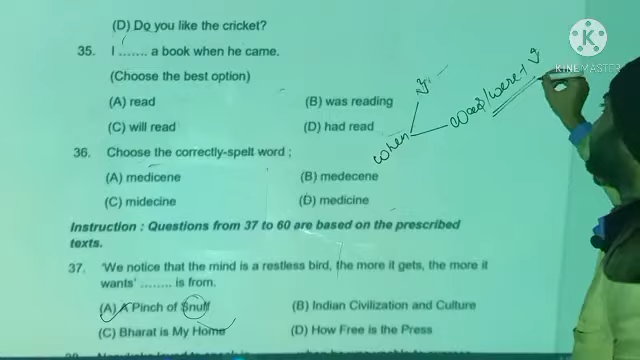 (D) Do you like the cricket?
35. I ....... a book when he came.
(Choose the best option)
(A) read (B) was reading
(C) will read (D) had read
when
was/were +
KINEMASTER
36. Choose the correctly-spelt word ;
(A) medicene (B) medecene
(C) midecine (D) medicine
Instruction : Questions from 37 to 60 are based on the prescribed
texts.
37. 'We notice that the mind is a restless bird, the more it gets, the more it
wants' ........ is from.
(A) A Pinch of Snuff (B) Indian Civilization and Culture
(C) Bharat is My Home (D) How Free is the Press